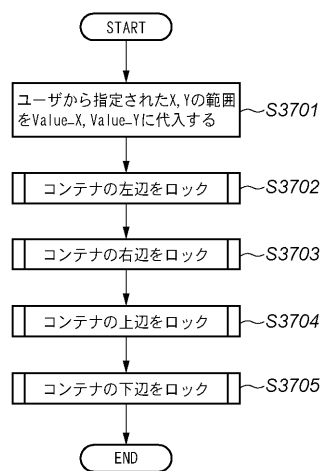 START
ユーザから指定されたX,Yの範囲
をValue_X,Value_Yに代入する
S3701
コンテナの左辺をロック
S3702
コンテナの右辺をロック
S3703
コンテナの上辺をロック
S3704
コンテナの下辺をロック
S3705
END